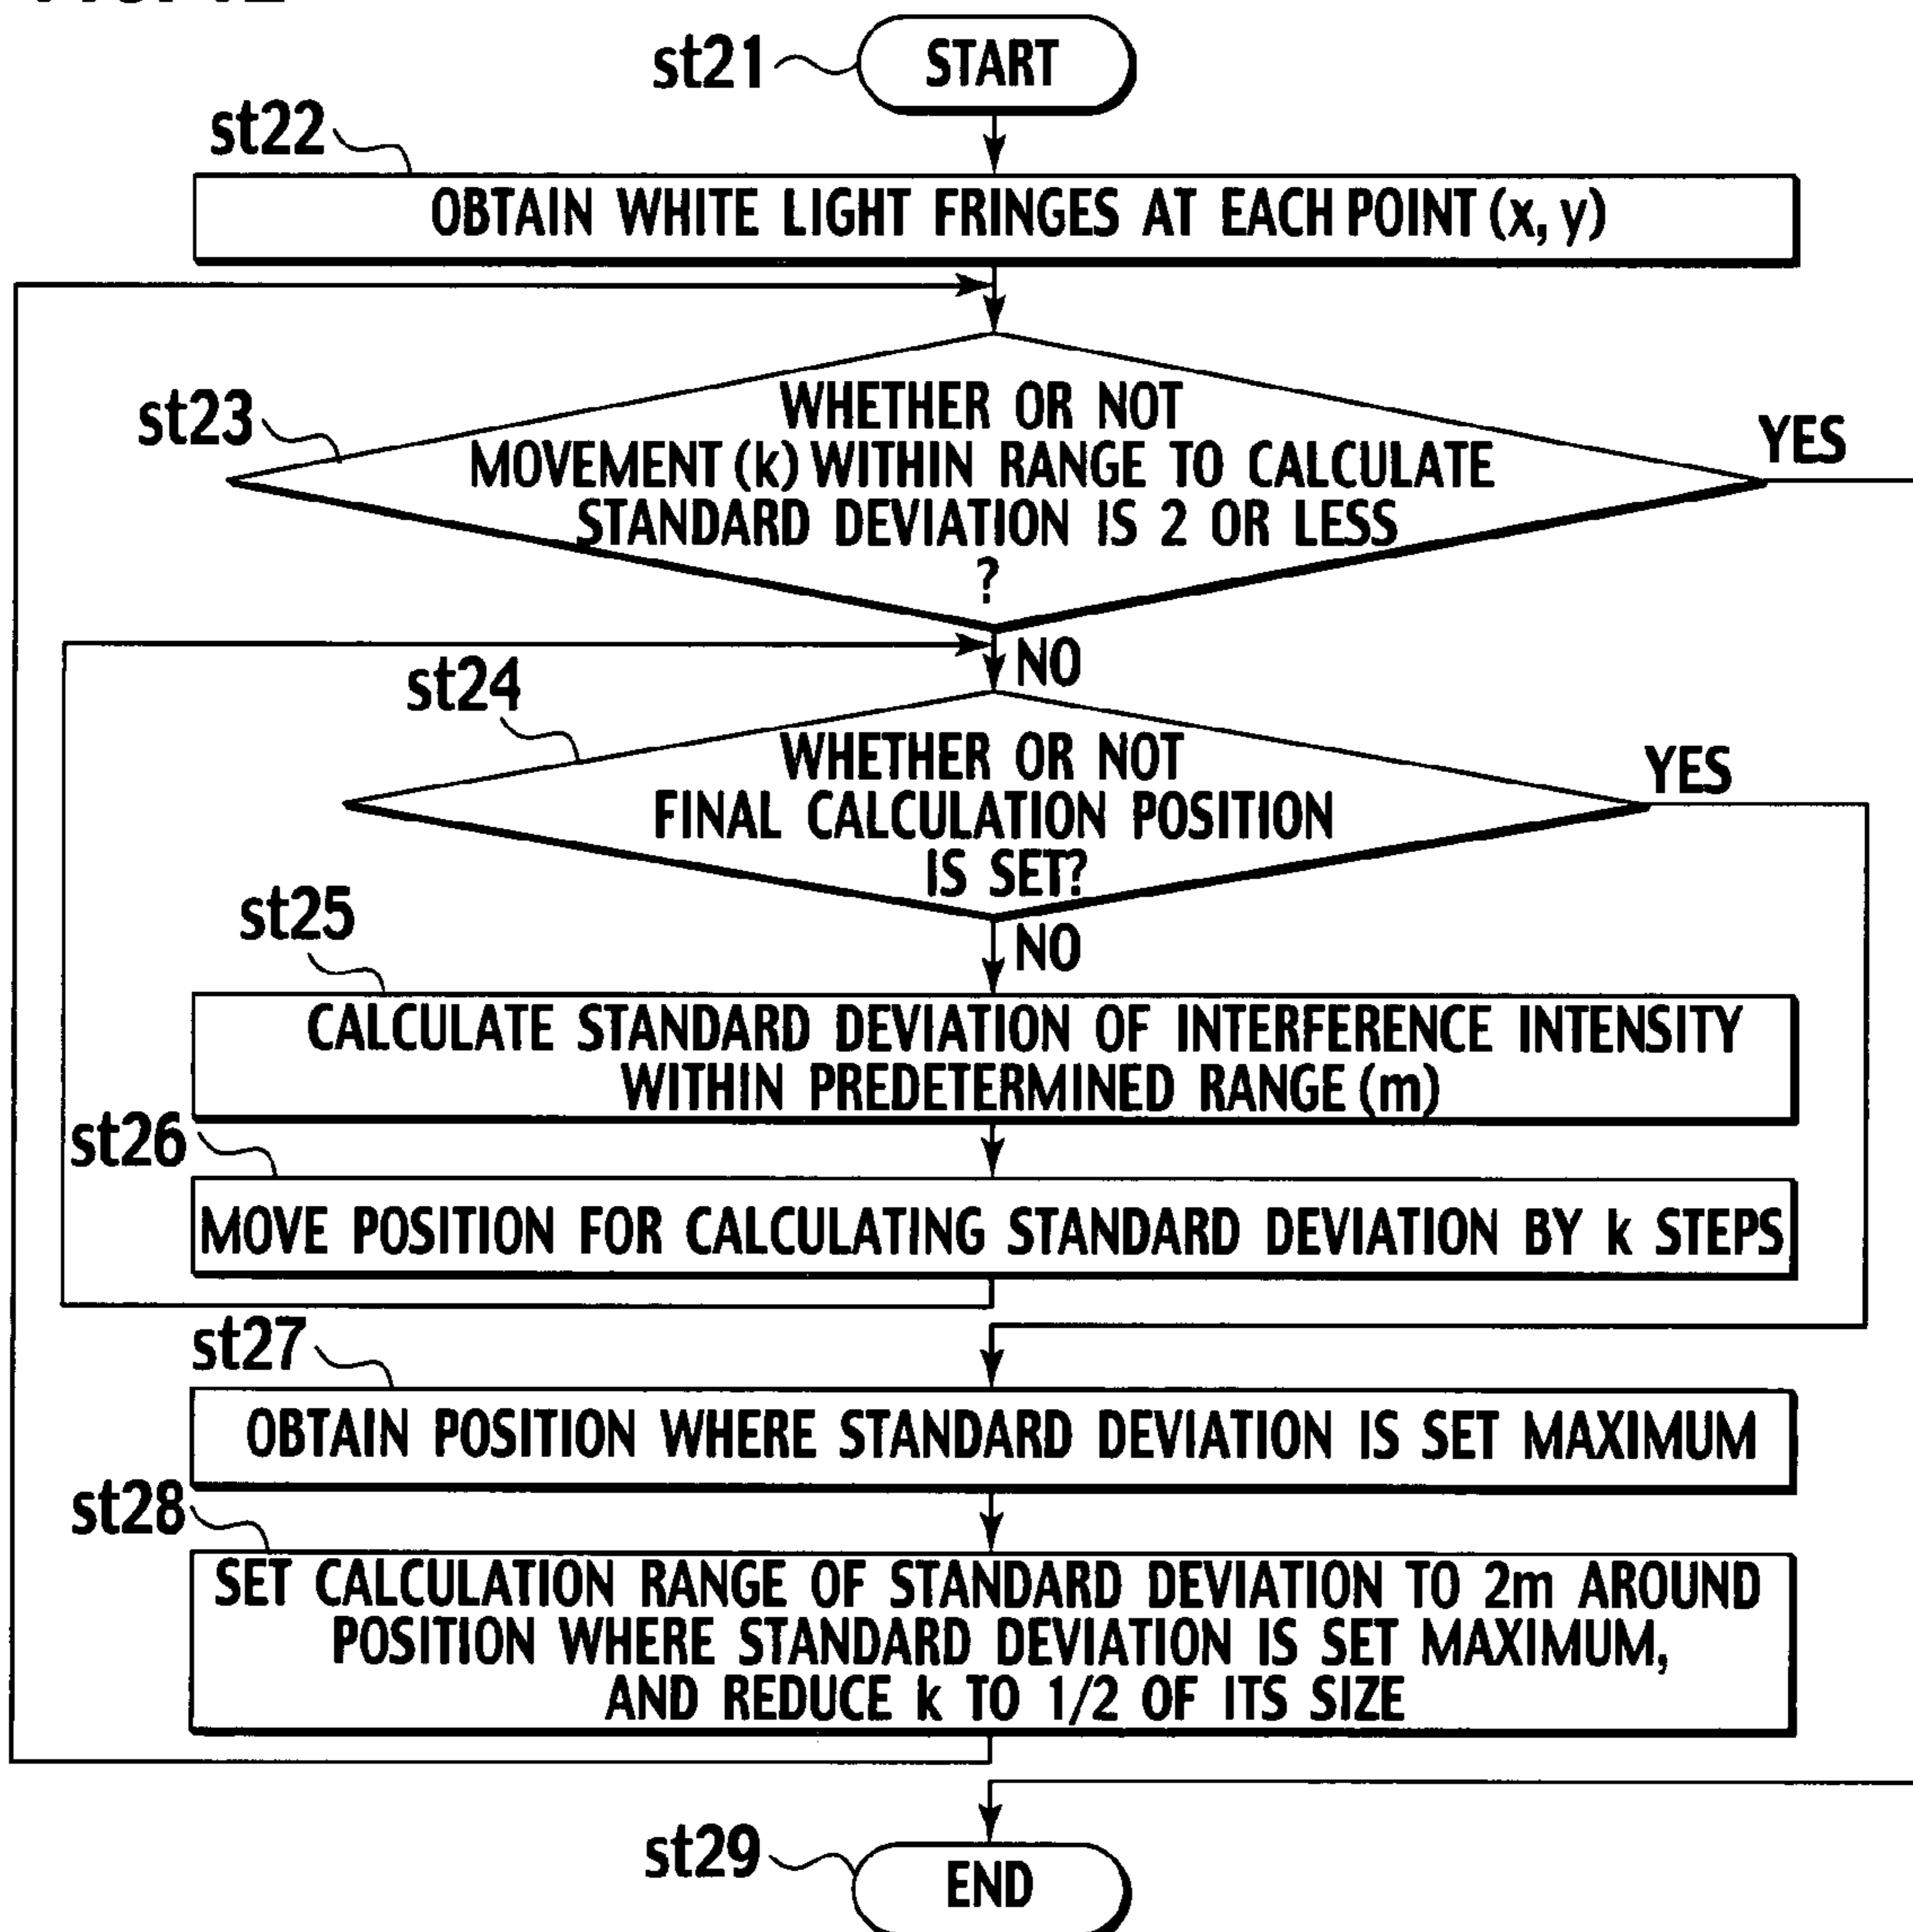 st21
START
st22
OBTAIN WHITE LIGHT FRINGES AT EACH POINT (x, y)
st23
WHETHER OR NOT
MOVEMENT (k) WITHIN RANGE TO CALCULATE
STANDARD DEVIATION IS 2 OR LESS
?
YES
NO
st24
WHETHER OR NOT
FINAL CALCULATION POSITION
IS SET?
YES
NO
st25
CALCULATE STANDARD DEVIATION OF INTERFERENCE INTENSITY
WITHIN PREDETERMINED RANGE (m)
st26
MOVE POSITION FOR CALCULATING STANDARD DEVIATION BY k STEPS
st27
OBTAIN POSITION WHERE STANDARD DEVIATION IS SET MAXIMUM
st28
SET CALCULATION RANGE OF STANDARD DEVIATION TO 2m AROUND
POSITION WHERE STANDARD DEVIATION IS SET MAXIMUM,
AND REDUCE k TO 1/2 OF ITS SIZE
st29
END